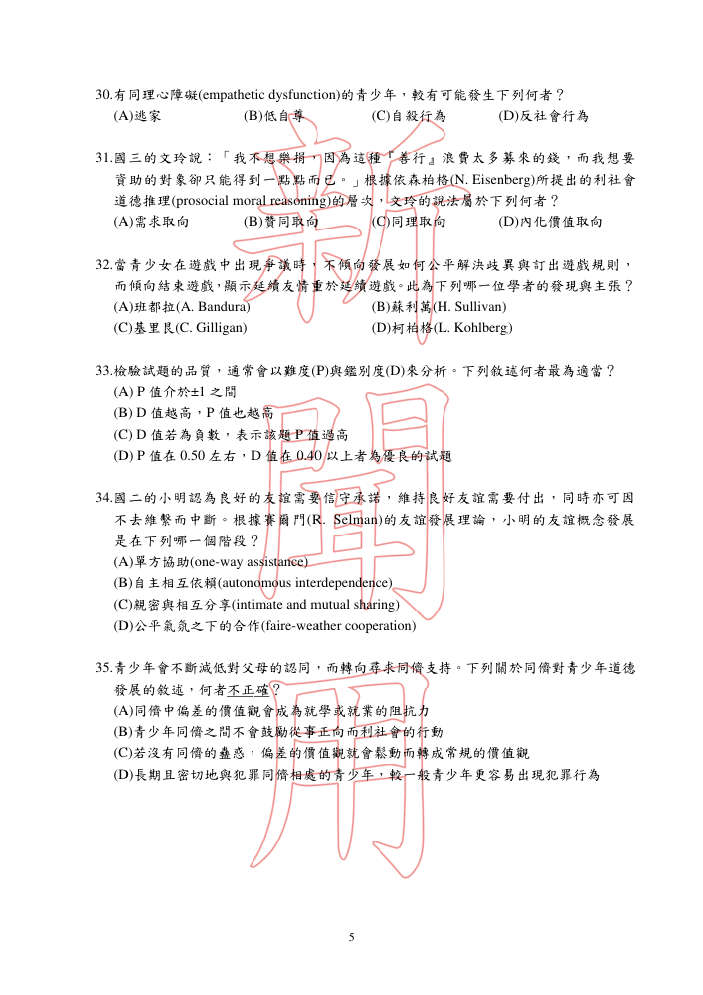 30.有同理心障礙(empathetic dysfunction)的青少年，較有可能發生下列何者？
(A)逃家 (B)低自尊 (C)自殺行為 (D)反社會行為
31.國三的文玲說：「我不想樂捐，因為這種『善行』浪費太多募來的錢，而我想要
資助的對象卻只能得到一點點而已。」根據依森柏格(N. Eisenberg)所提出的利社會
道德推理(prosocial moral reasoning)的層次，文玲的說法屬於下列何者？
(A)需求取向 (B)贊同取向 (C)同理取向 (D)內化價值取向
32.當青少女在遊戲中出現爭議時，不傾向發展如何公平解決歧異與訂出遊戲規則，
而傾向結束遊戲，顯示延續友情重於延續遊戲。此為下列哪一位學者的發現與主張？
(A)班都拉(A. Bandura) (B)蘇利萬(H. Sullivan)
(C)基里艮(C. Gilligan) (D)柯柏格(L. Kohlberg)
33.檢驗試題的品質，通常會以難度(P)與鑑別度(D)來分析。下列敘述何者最為適當？
(A) P 值介於±1 之間
(B) D 值越高，P 值也越高
(C) D 值若為負數，表示該題 P 值過高
(D) P 值在 0.50 左右，D 值在 0.40 以上者為優良的試題
34.國二的小明認為良好的友誼需要信守承諾，維持良好友誼需要付出，同時亦可因
不去維繫而中斷。根據賽爾門(R. Selman)的友誼發展理論，小明的友誼概念發展
是在下列哪一個階段？
(A)單方協助(one-way assistance)
(B)自主相互依賴(autonomous interdependence)
(C)親密與相互分享(intimate and mutual sharing)
(D)公平氣氛之下的合作(faire-weather cooperation)
35.青少年會不斷減低對父母的認同，而轉向尋求同儕支持。下列關於同儕對青少年道德
發展的敘述，何者不正確？
(A)同儕中偏差的價值觀會成為就學或就業的阻抗力
(B)青少年同儕之間不會鼓勵從事正向而利社會的行動
(C)若沒有同儕的蠱惑，偏差的價值觀就會鬆動而轉成常規的價值觀
(D)長期且密切地與犯罪同儕相處的青少年，較一般青少年更容易出現犯罪行為
新聞用
5